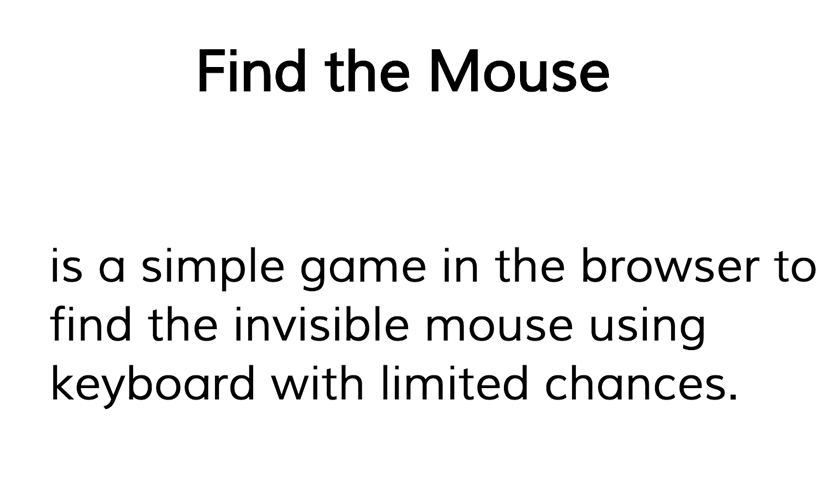 Find the Mouse
is a simple game in the browser to
find the invisible mouse using
keyboard with limited chances.